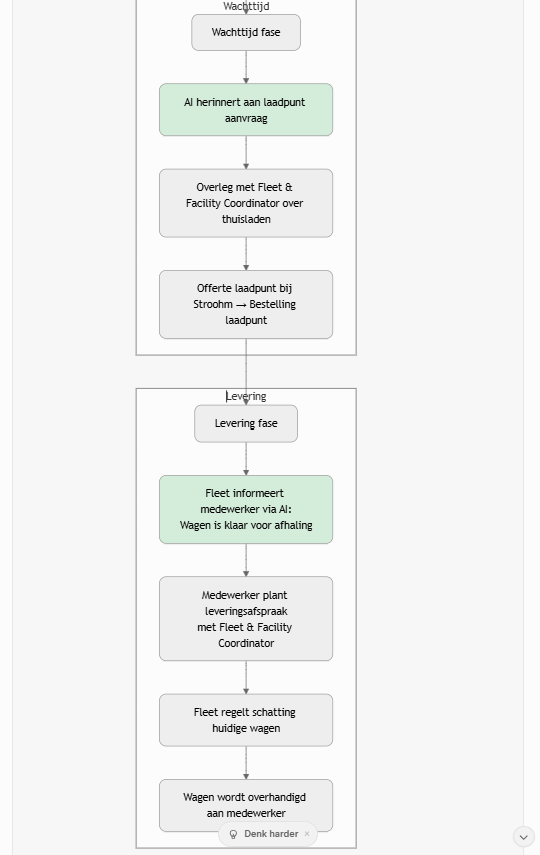 Wachttijd
Wachttijd fase
AI herinnert aan laadpunt
aanvraag
Overleg met Fleet &
Facility Coordinator over
thuisladen
Offerte laadpunt bij
Stroohm → Bestelling
laadpunt
Levering
Levering fase
Fleet informeert
medewerker via AI:
Wagen is klaar voor afhaling
Medewerker plant
leveringsafspraak
met Fleet & Facility
Coordinator
Fleet regelt schatting
huidige wagen
Wagen wordt overhandigd
aan medewerker
Denk harder ×